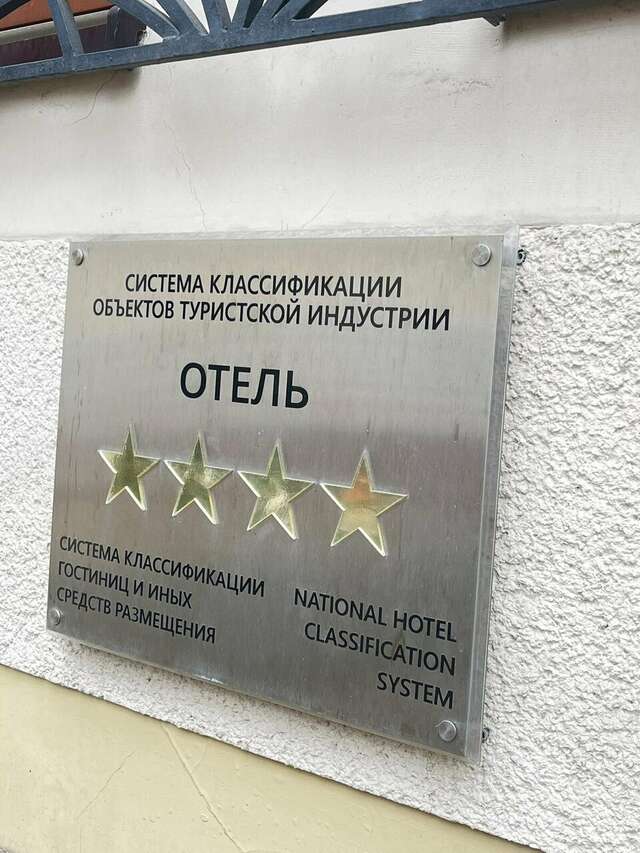 СИСТЕМА КЛАССИФИКАЦИИ
ОБЪЕКТОВ ТУРИСТСКОЙ ИНДУСТРИИ
ОТЕЛЬ
СИСТЕМА КЛАССИФИКАЦИИ
ГОСТИНИЦ И ИНЫХ
СРЕДСТВ РАЗМЕЩЕНИЯ
NATIONAL HOTEL
CLASSIFICATION
SYSTEM